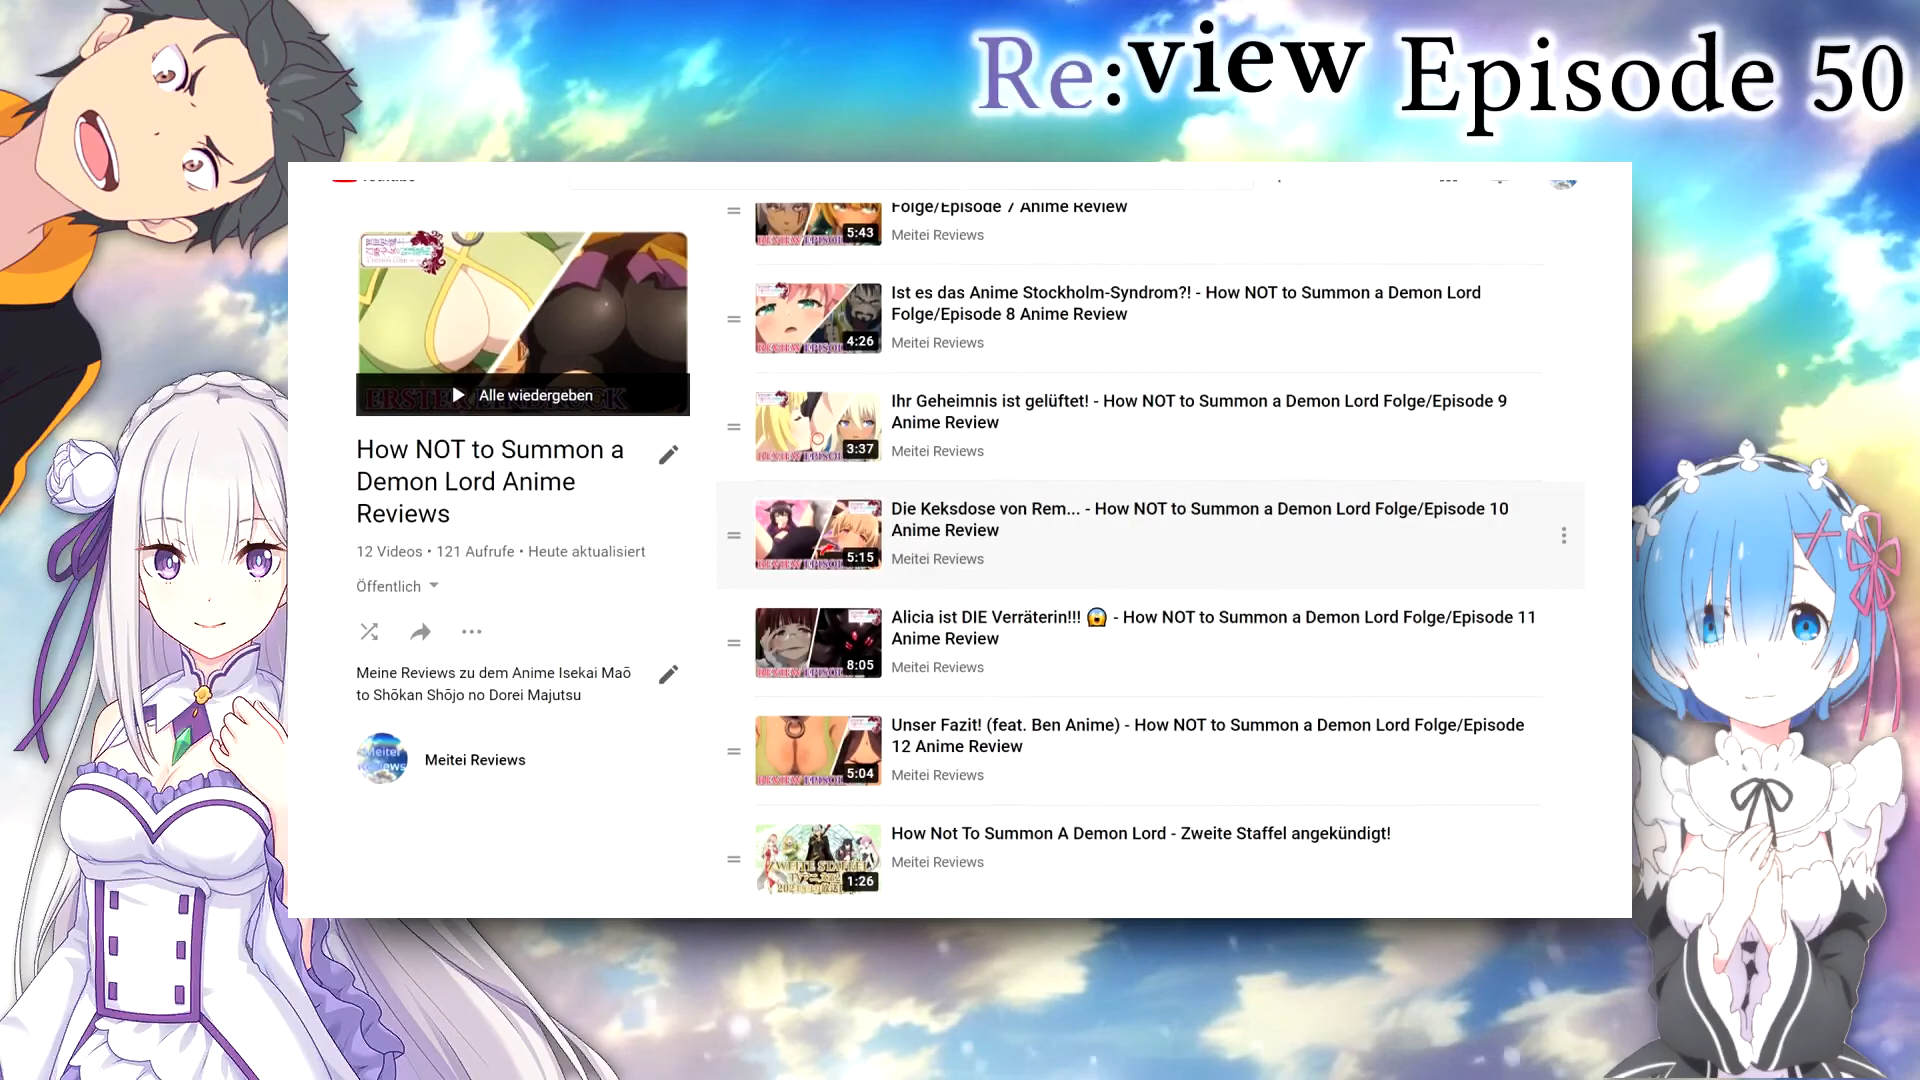 Re:view Episode 50
Folge/Episode 7 Anime Review
5:43
Meitei Reviews
Ist es das Anime Stockholm-Syndrom?! - How NOT to Summon a Demon Lord
Folge/Episode 8 Anime Review
4:26
Meitei Reviews
Alle wiedergeben
Ihr Geheimnis ist gelüftet! - How NOT to Summon a Demon Lord Folge/Episode 9
Anime Review
3:37
Meitei Reviews
How NOT to Summon a
Demon Lord Anime
Reviews
12 Videos • 121 Aufrufe • Heute aktualisiert
Öffentlich
Die Keksdose von Rem... - How NOT to Summon a Demon Lord Folge/Episode 10
Anime Review
5:15
Meitei Reviews
Alicia ist DIE Verräterin!!! 😱 - How NOT to Summon a Demon Lord Folge/Episode 11
Anime Review
8:05
Meitei Reviews
Meine Reviews zu dem Anime Isekai Maō
to Shōkan Shōjo no Dorei Majutsu
Meitei Reviews
Unser Fazit! (feat. Ben Anime) - How NOT to Summon a Demon Lord Folge/Episode
12 Anime Review
5:04
Meitei Reviews
How Not To Summon A Demon Lord - Zweite Staffel angekündigt!
ZWEITE STAFFEL
1:26
Meitei Reviews